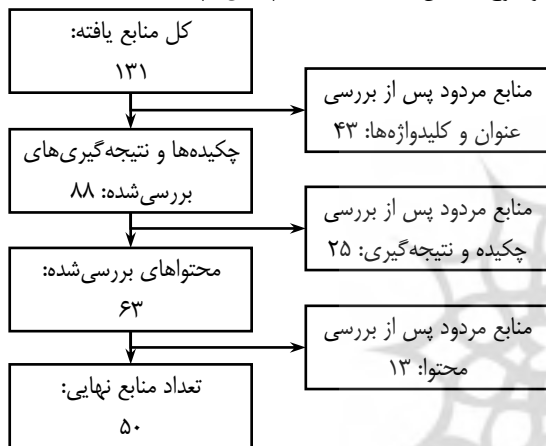 کل منابع یافته:
۱۳۱
منابع مردود پس از بررسی
عنوان و کلیدواژه‌ها: ۴۳
چکیده‌ها و نتیجه‌گیری‌های
بررسی‌شده: ۸۸
منابع مردود پس از بررسی
چکیده و نتیجه‌گیری: ۲۵
محتواهای بررسی‌شده:
۶۳
منابع مردود پس از بررسی
محتوا: ۱۳
تعداد منابع نهایی:
۵۰